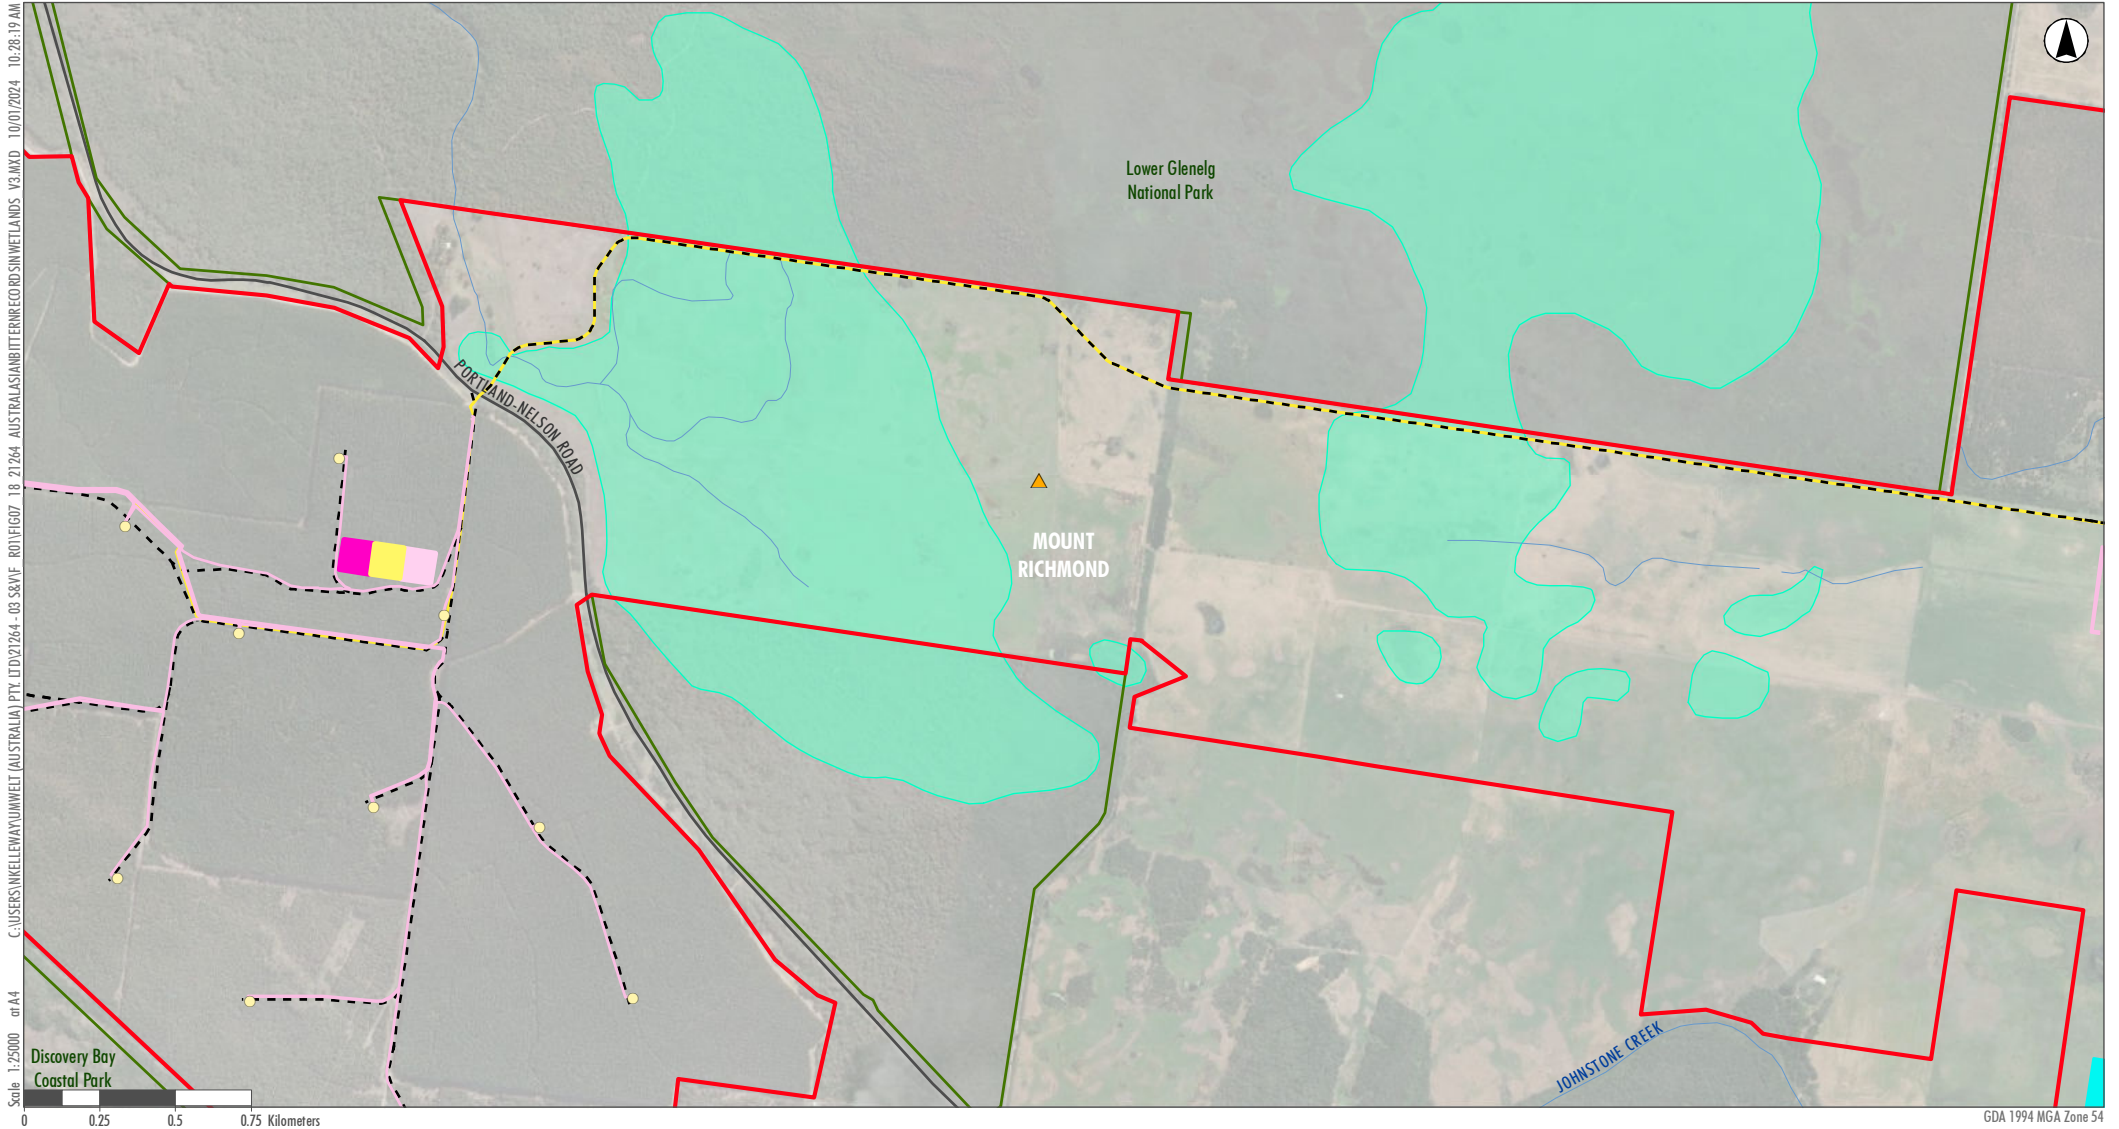 Lower Glenelg
National Park
PORTLAND-NELSON ROAD
MOUNT
RICHMOND
JOHNSTONE CREEK
Discovery Bay
Coastal Park
0 0.25 0.5 0.75 Kilometers
GDA 1994 MGA Zone 54
Scale 1:25000 at A4 C:\USERS\NKELLEWAY\UMWELT (AUSTRALIA) PTY. LTD\21264 - 03 S&V\F R01\FIG07 18 21264 AUSTRALASIANBITTERNRECORDSINWETLANDS V3.MXD 10/01/2024 10:28:19 AM